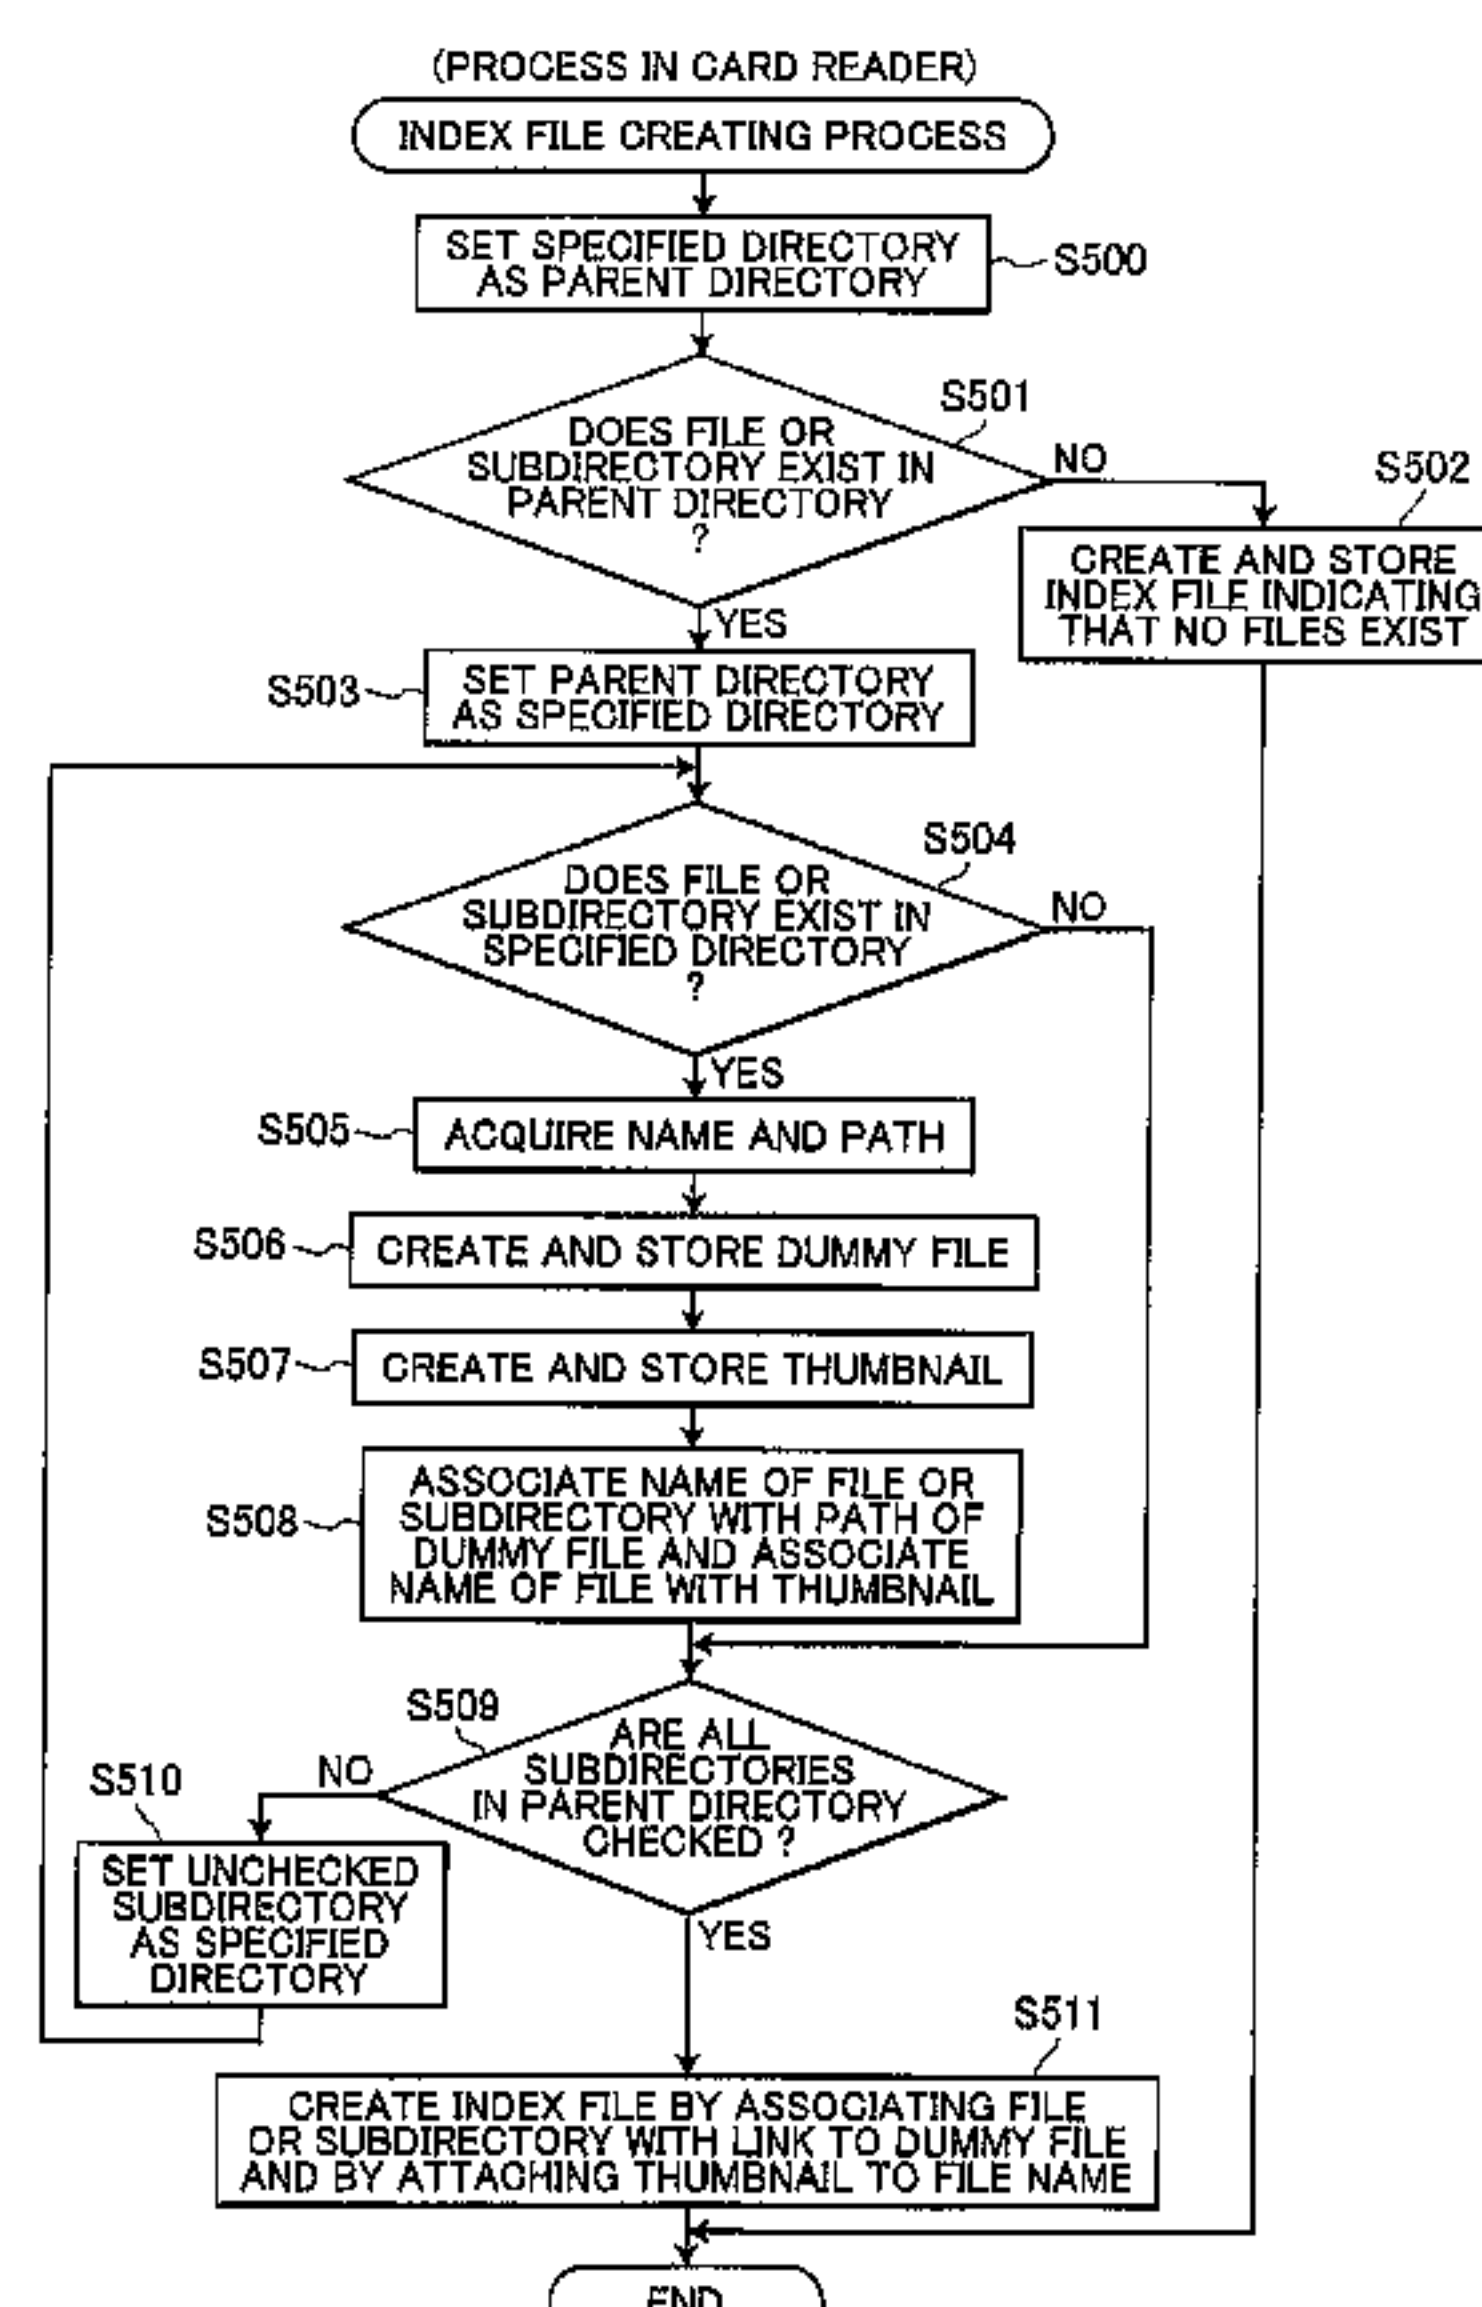 (PROCESS IN CARD READER)
INDEX FILE CREATING PROCESS
SET SPECIFIED DIRECTORY
AS PARENT DIRECTORY
S500
S501
DOES FILE OR
SUBDIRECTORY EXIST IN
PARENT DIRECTORY
?
NO
S502
CREATE AND STORE
INDEX FILE INDICATING
THAT NO FILES EXIST
YES
S503
SET PARENT DIRECTORY
AS SPECIFIED DIRECTORY
S504
DOES FILE OR
SUBDIRECTORY EXIST IN
SPECIFIED DIRECTORY
?
NO
YES
S505
ACQUIRE NAME AND PATH
S506
CREATE AND STORE DUMMY FILE
S507
CREATE AND STORE THUMBNAIL
S508
ASSOCIATE NAME OF FILE OR
SUBDIRECTORY WITH PATH OF
DUMMY FILE AND ASSOCIATE
NAME OF FILE WITH THUMBNAIL
S509
ARE ALL
SUBDIRECTORIES
IN PARENT DIRECTORY
CHECKED ?
NO
S510
SET UNCHECKED
SUBDIRECTORY
AS SPECIFIED
DIRECTORY
YES
S511
CREATE INDEX FILE BY ASSOCIATING FILE
OR SUBDIRECTORY WITH LINK TO DUMMY FILE
AND BY ATTACHING THUMBNAIL TO FILE NAME
END